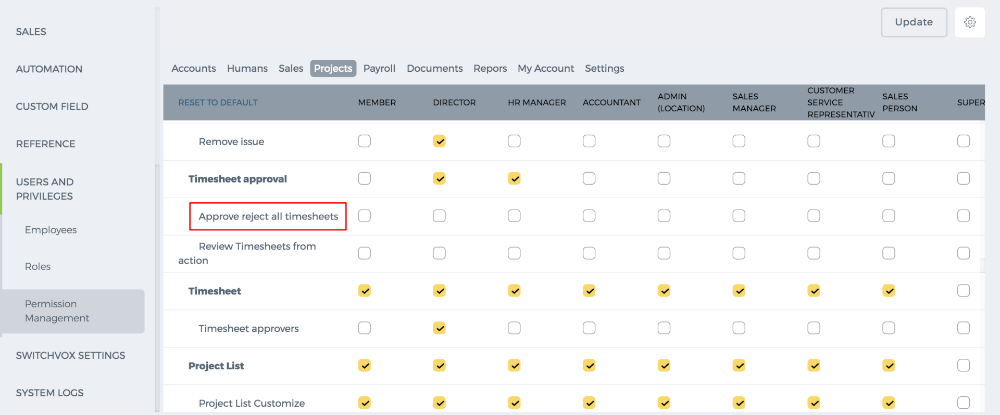 Update
SALES
AUTOMATION
CUSTOM FIELD
REFERENCE
USERS AND
PRIVILEGES
Employees
Roles
Permission
Management
SWITCHVOX SETTINGS
SYSTEM LOGS
Accounts Humans Sales Projects Payroll Documents Repors My Account Settings
RESET TO DEFAULT
MEMBER
DIRECTOR
HR MANAGER
ACCOUNTANT
ADMIN
(LOCATION)
SALES
MANAGER
CUSTOMER
SERVICE
REPRESENTATIV
SALES
PERSON
SUPER
Remove issue
Timesheet approval
Approve reject all timesheets
Review Timesheets from
action
Timesheet
Timesheet approvers
Project List
Project List Customize